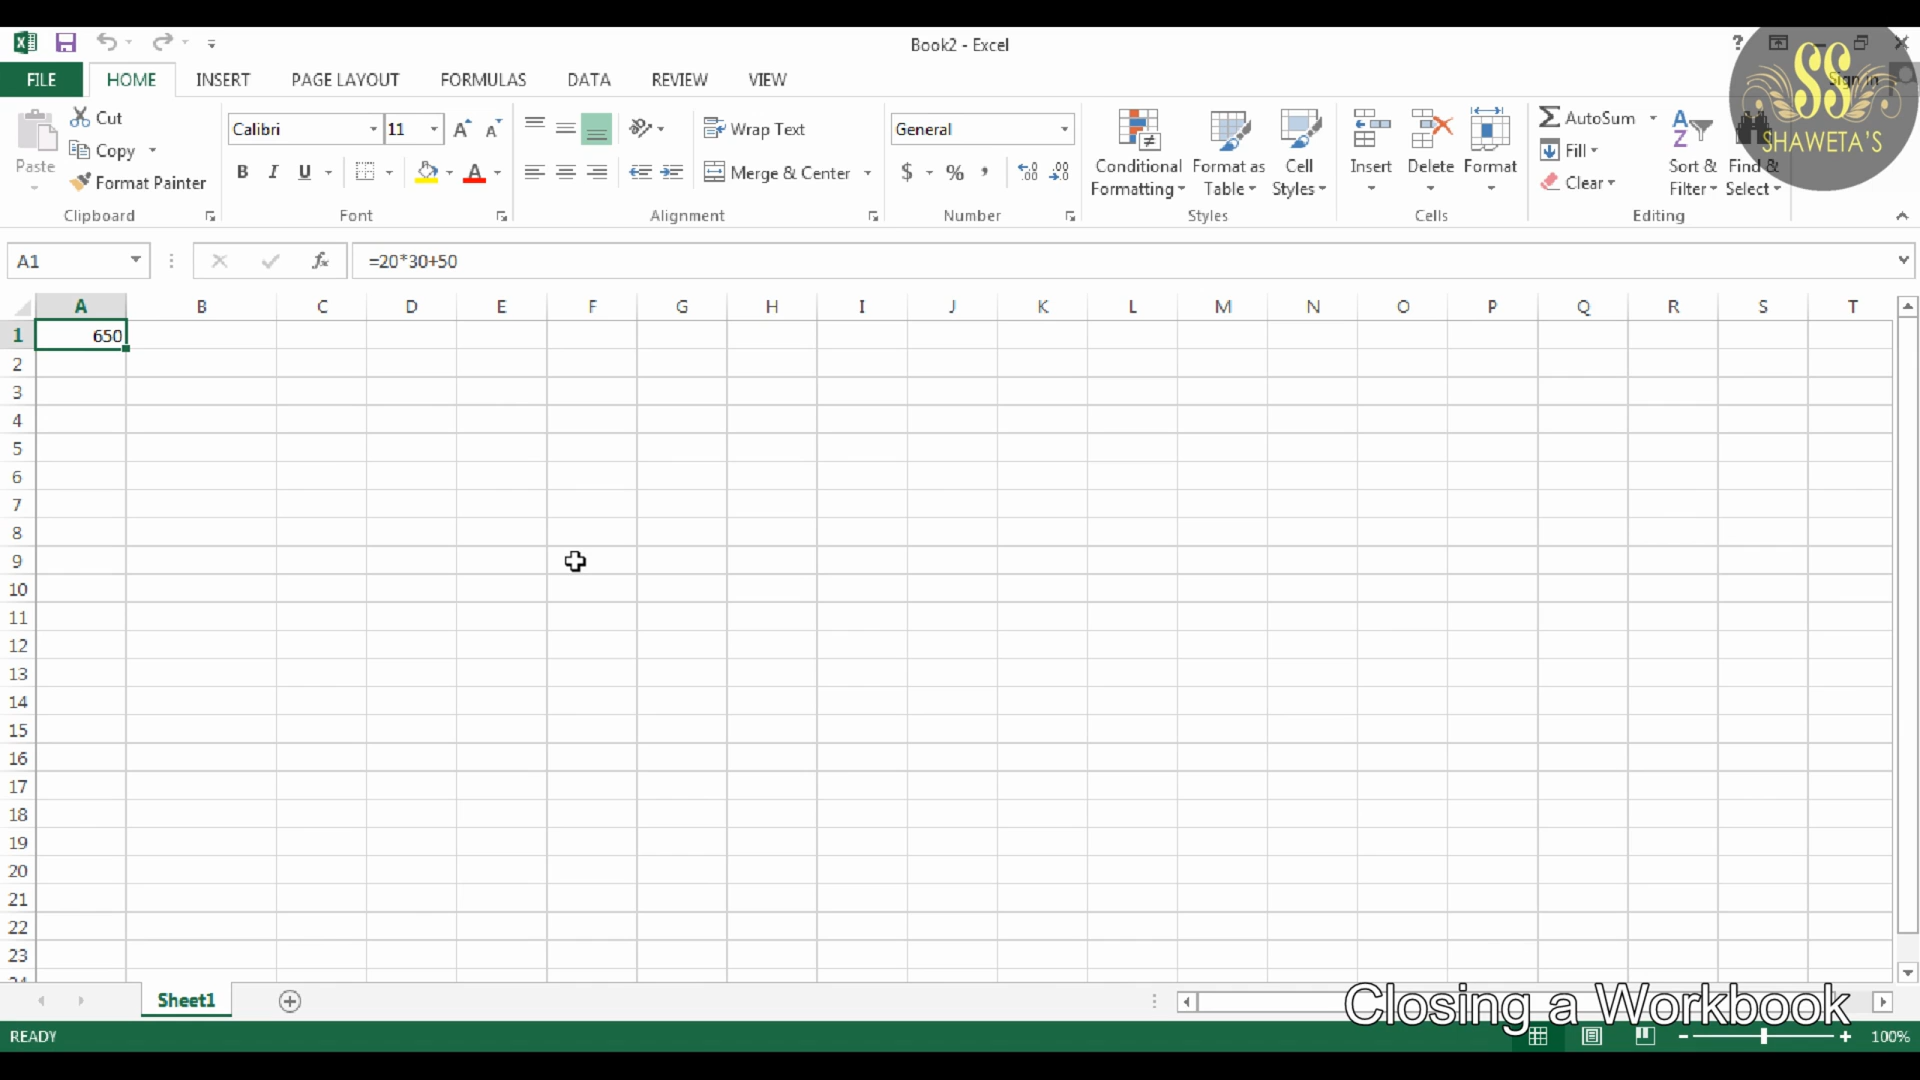 Book2 - Excel
?
FILE HOME INSERT PAGE LAYOUT FORMULAS DATA REVIEW VIEW Sign in
SS
SHAWETA'S
Paste
Cut
Copy
Format Painter
Clipboard
Calibri 11
B I U
Font
Wrap Text
Merge & Center
Alignment
General
$ % ,
Number
Conditional Formatting
Format as Table
Cell Styles
Styles
Insert
Delete
Format
Cells
AutoSum
Fill
Clear
Sort & Filter
Find & Select
Editing
A1 fx =20*30+50
A B C D E F G H I J K L M N O P Q R S T
1 650
2
3
4
5
6
7
8
9
10
11
12
13
14
15
16
17
18
19
20
21
22
23
Sheet1
Closing a Workbook
READY 100%